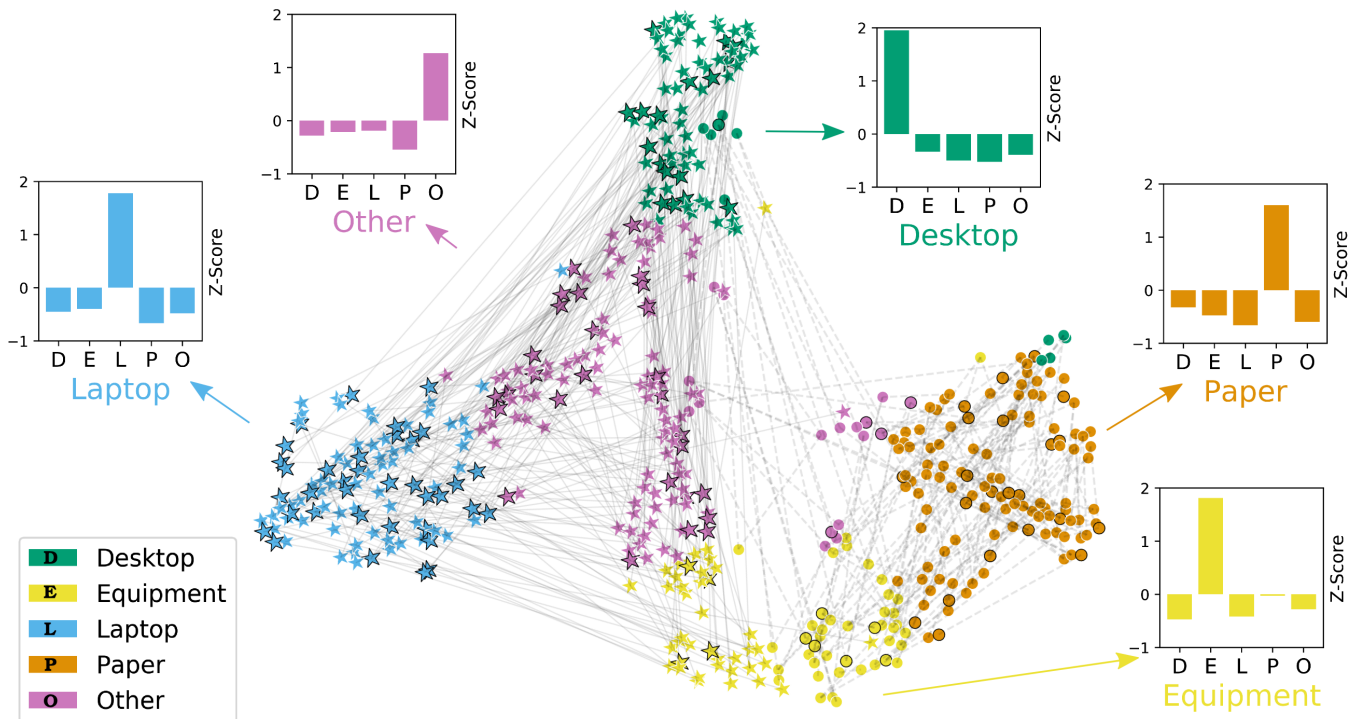 2
1
0
−1
D E L P O
Z-Score
Other
2
1
0
−1
D E L P O
Z-Score
Desktop
2
1
0
−1
D E L P O
Z-Score
Laptop
2
1
0
−1
D E L P O
Z-Score
Paper
2
1
0
−1
D E L P O
Z-Score
Equipment
D Desktop
E Equipment
L Laptop
P Paper
O Other